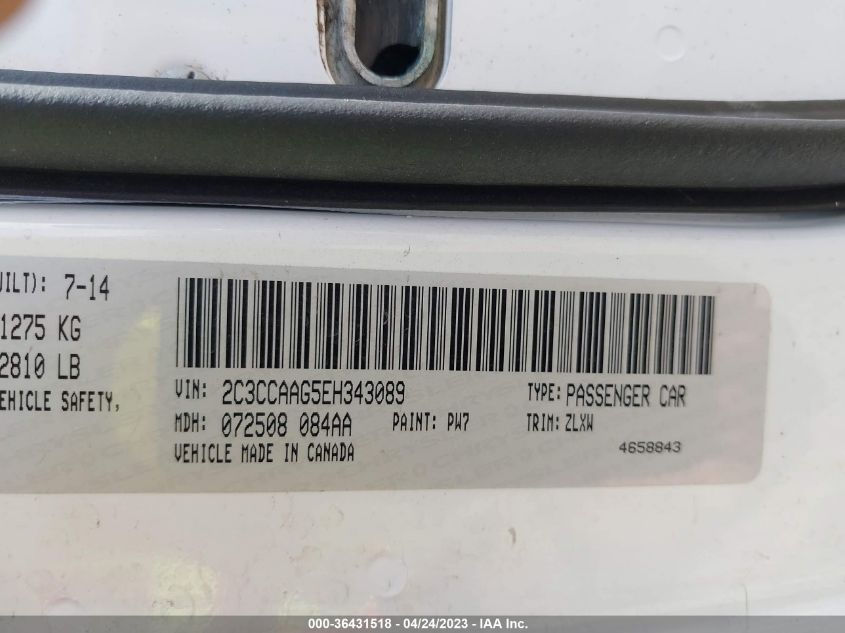 UILT): 7-14
1275 KG
2810 LB
EHICLE SAFETY,
VIN: 2C3CCAAG5EH343089 TYPE: PASSENGER CAR
MDH: 072508 084AA PAINT: PW7 TRIM: ZLXW
VEHICLE MADE IN CANADA 4658843
000-36431518 - 04/24/2023 - IAA Inc.